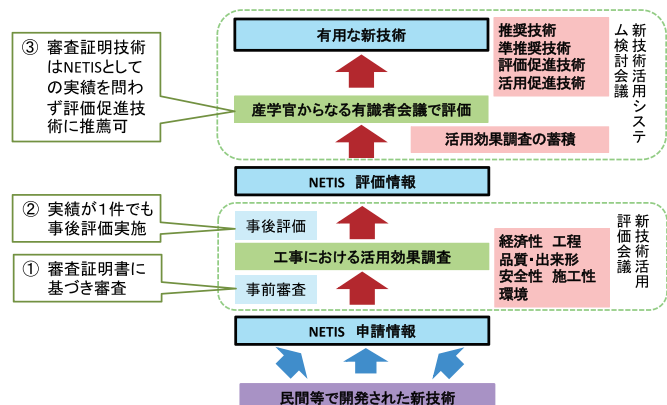 ③ 審査証明技術
はNETISとして
の実績を問わ
ず評価促進技
術に推薦可
有用な新技術
推奨技術
準推奨技術
評価促進技術
活用促進技術
新技術活用システ
ム検討会議
産学官からなる有識者会議で評価
活用効果調査の蓄積
NETIS 評価情報
② 実績が１件でも
事後評価実施
事後評価
工事における活用効果調査
経済性 工程
品質・出来形
安全性 施工性
環境
新技術活用
評価会議
① 審査証明書に
基づき審査
事前審査
NETIS 申請情報
民間等で開発された新技術